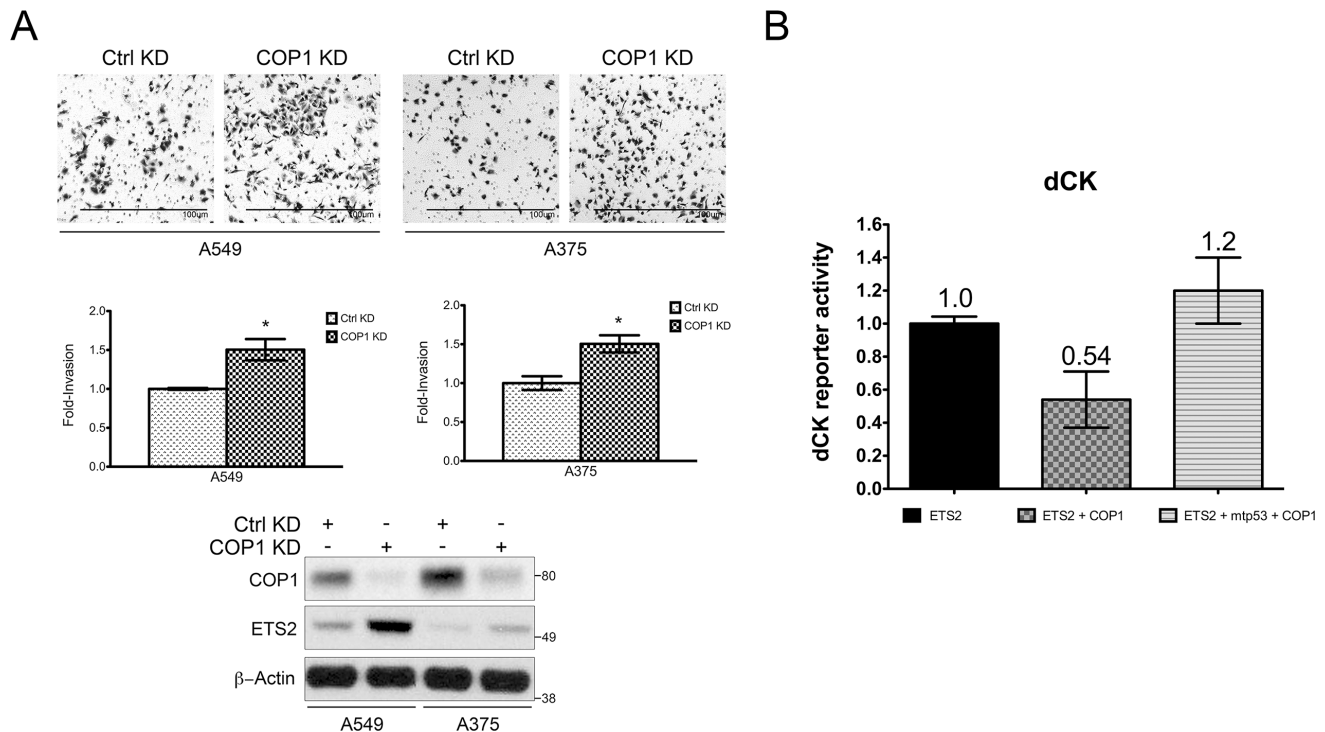 A
B
Ctrl KD COP1 KD Ctrl KD COP1 KD
100um 100um 100um 100um
A549 A375
2.0
1.5
1.0
0.5
0.0
Fold-Invasion
*
Ctrl KD
COP1 KD
A549
2.0
1.5
1.0
0.5
0.0
Fold-Invasion
*
Ctrl KD
COP1 KD
A375
Ctrl KD + - + -
COP1 KD - + - +
COP1 80
ETS2 49
β–Actin 38
A549 A375
dCK
dCK reporter activity
1.6
1.4
1.2
1.0
0.8
0.6
0.4
0.2
0.0
1.0
0.54
1.2
ETS2 ETS2 + COP1 ETS2 + mtp53 + COP1